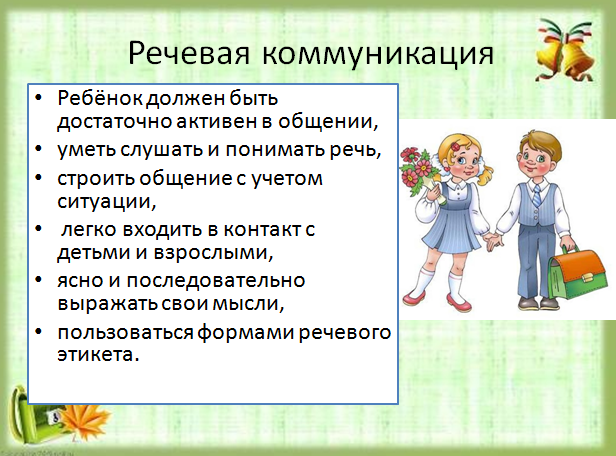 Речевая коммуникация
• Ребёнок должен быть
достаточно активен в общении,
• уметь слушать и понимать речь,
• строить общение с учетом
ситуации,
• легко входить в контакт с
детьми и взрослыми,
• ясно и последовательно
выражать свои мысли,
• пользоваться формами речевого
этикета.